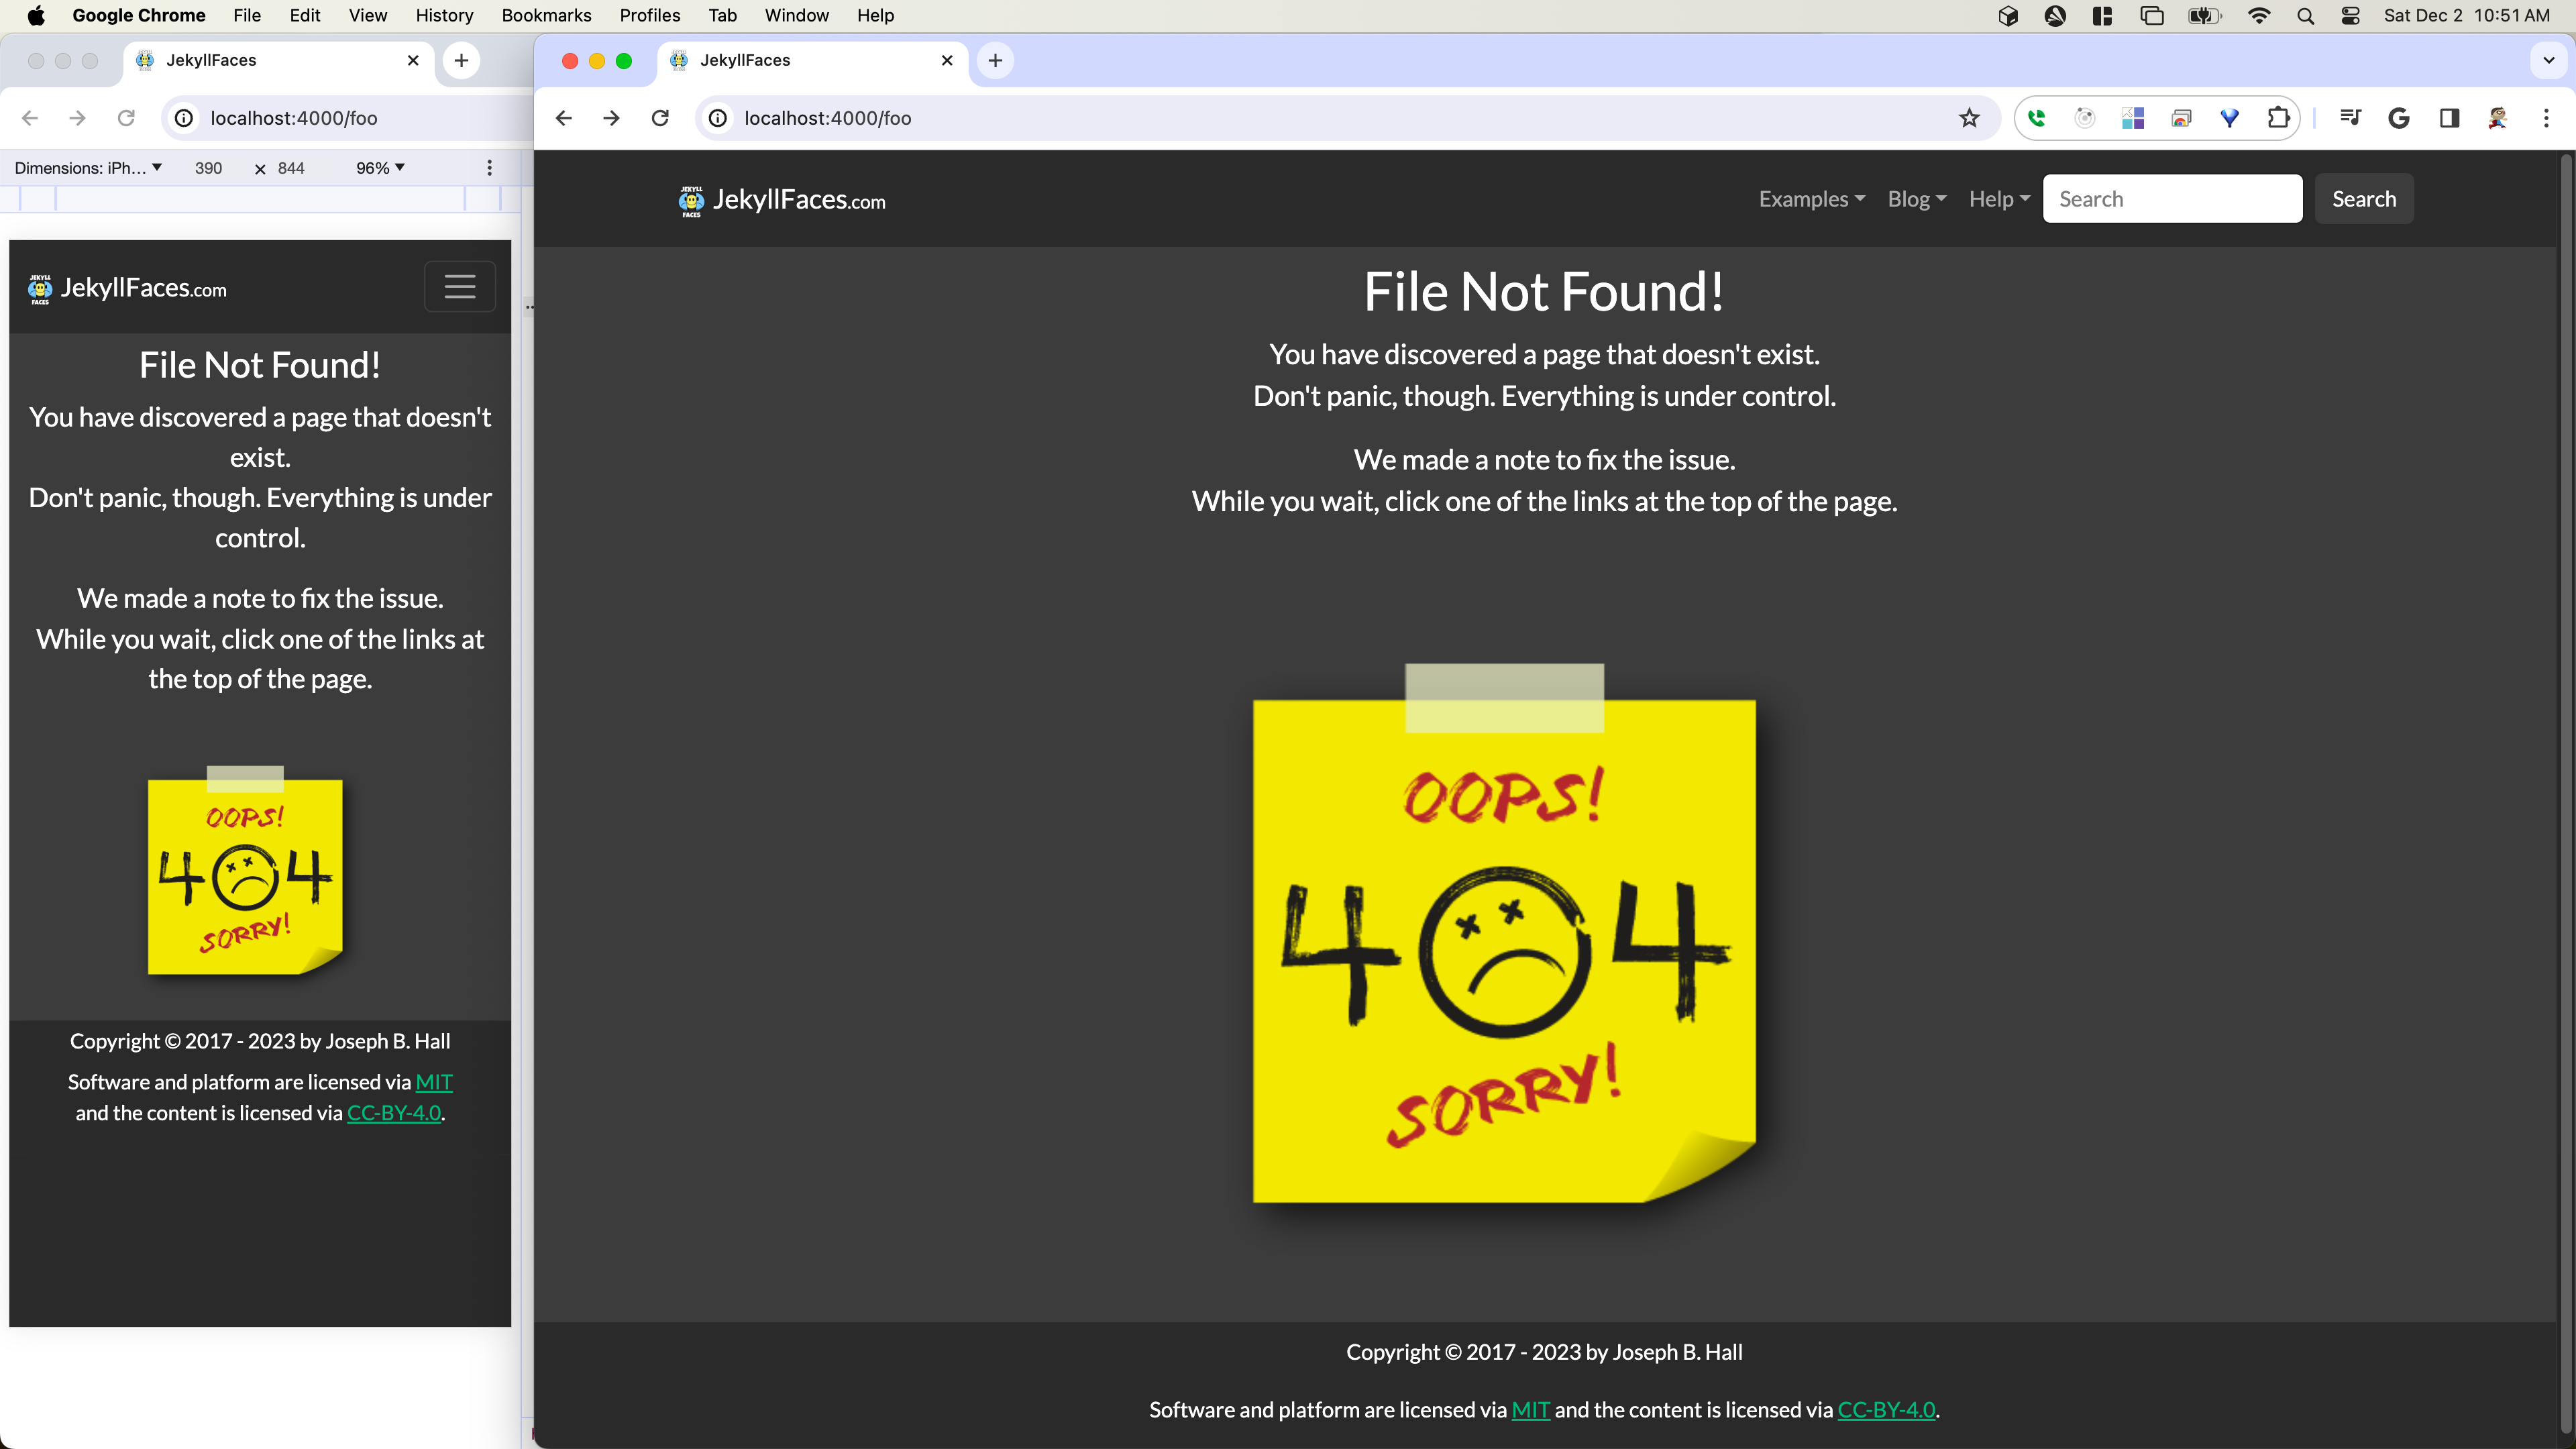 Google Chrome File Edit View History Bookmarks Profiles Tab Window Help
Sat Dec 2 10:51 AM
JekyllFaces
localhost:4000/foo
Dimensions: iPh... 390 × 844 96%
JEKYLL
FACES
JekyllFaces.com
File Not Found!
You have discovered a page that doesn't
exist.
Don't panic, though. Everything is under
control.
We made a note to fix the issue.
While you wait, click one of the links at
the top of the page.
OOPS!
404
SORRY!
Copyright © 2017 - 2023 by Joseph B. Hall
Software and platform are licensed via MIT
and the content is licensed via CC-BY-4.0.
JekyllFaces
localhost:4000/foo
JEKYLL
FACES
JekyllFaces.com
Examples Blog Help Search Search
File Not Found!
You have discovered a page that doesn't exist.
Don't panic, though. Everything is under control.
We made a note to fix the issue.
While you wait, click one of the links at the top of the page.
OOPS!
404
SORRY!
Copyright © 2017 - 2023 by Joseph B. Hall
Software and platform are licensed via MIT and the content is licensed via CC-BY-4.0.